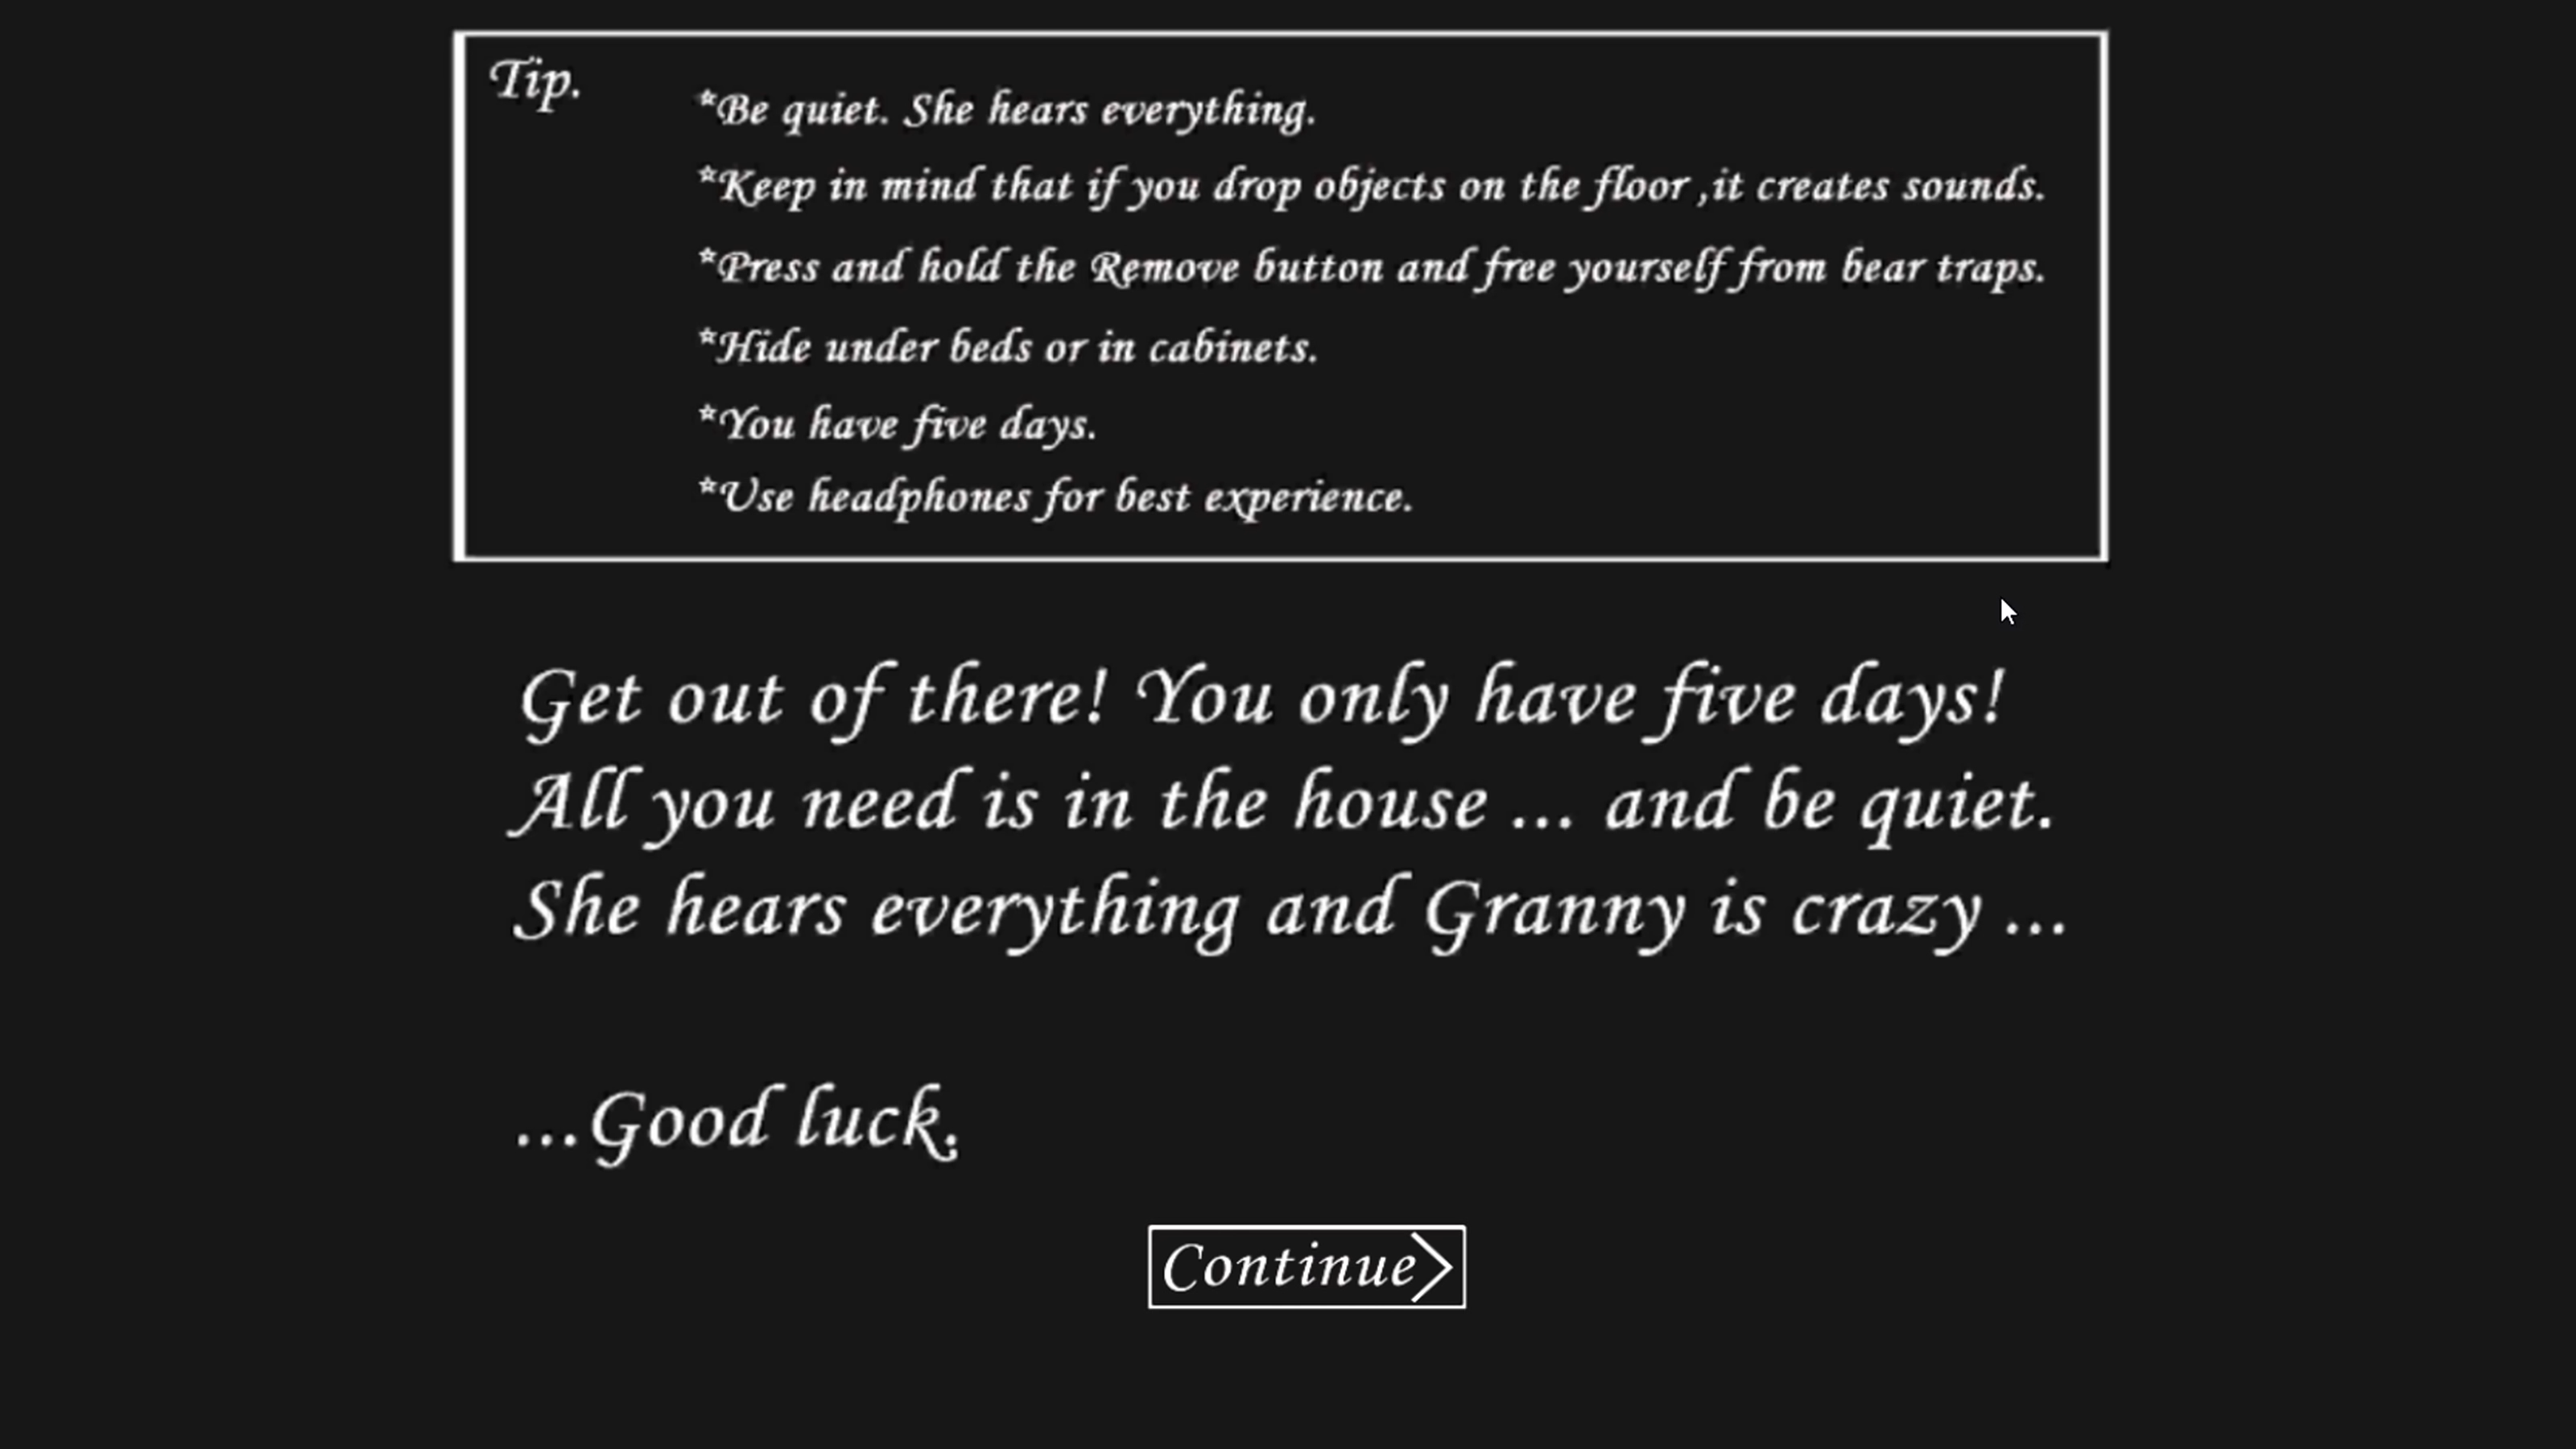 Tip.
*Be quiet. She hears everything.
*Keep in mind that if you drop objects on the floor ,it creates sounds.
*Press and hold the Remove button and free yourself from bear traps.
*Hide under beds or in cabinets.
*You have five days.
*Use headphones for best experience.
Get out of there! You only have five days!
All you need is in the house ... and be quiet.
She hears everything and Granny is crazy ...
...Good luck.
Continue>